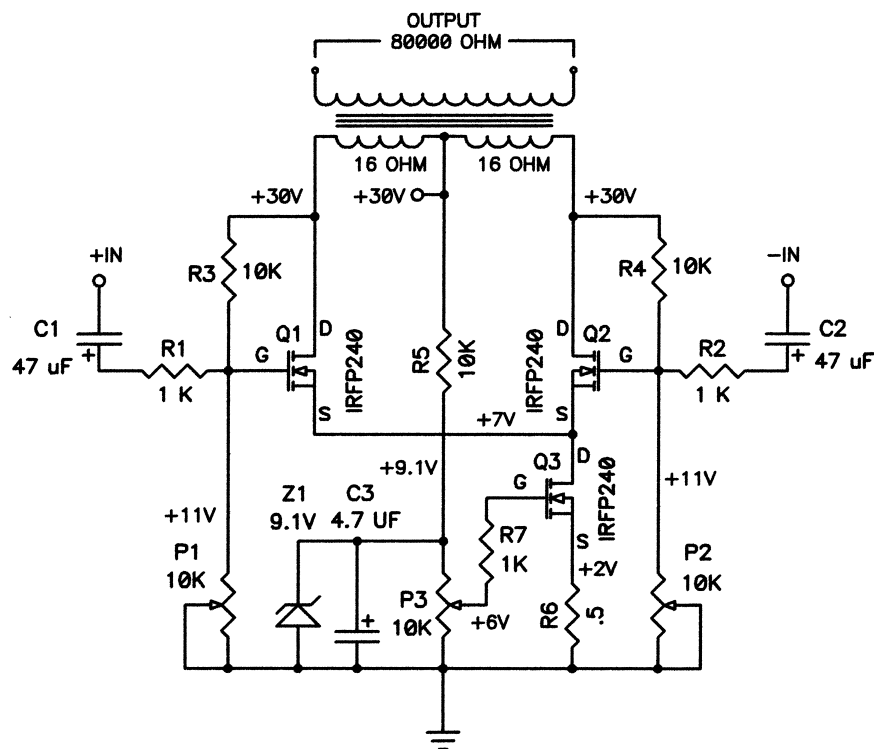 OUTPUT
80000 OHM
16 OHM
16 OHM
+30V
+30V
+30V
+IN
R3
10K
R4
10K
-IN
C1
47 uF
+
R1
1 K
G
Q1
D
S
IRFP240
R5
10K
IRFP240
D
Q2
G
S
R2
1 K
+
C2
47 uF
+7V
+9.1V
Q3
D
G
S
IRFP240
+11V
Z1
9.1V
C3
4.7 UF
R7
1K
+2V
+11V
P1
10K
+
P3
10K
+6V
R6
.5
P2
10K